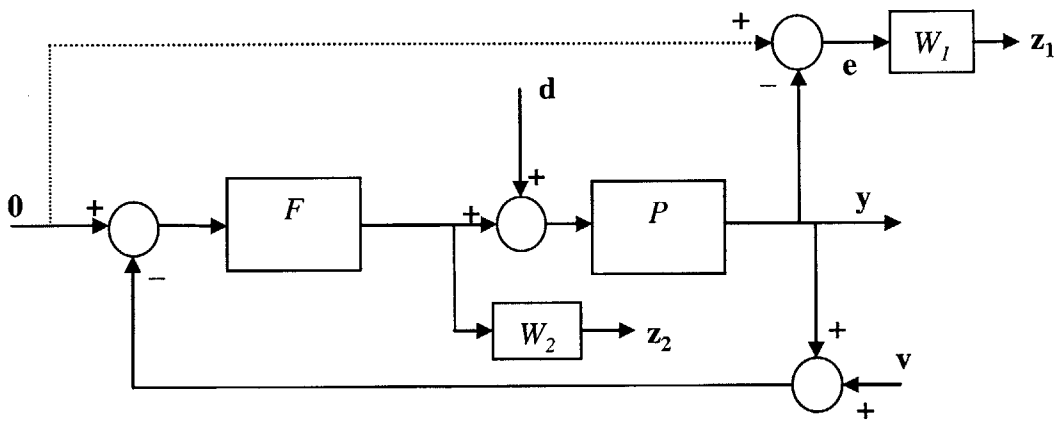 + W1 z1
− e
d
+
0 + F + P y
−
W2 z2 +
v
+